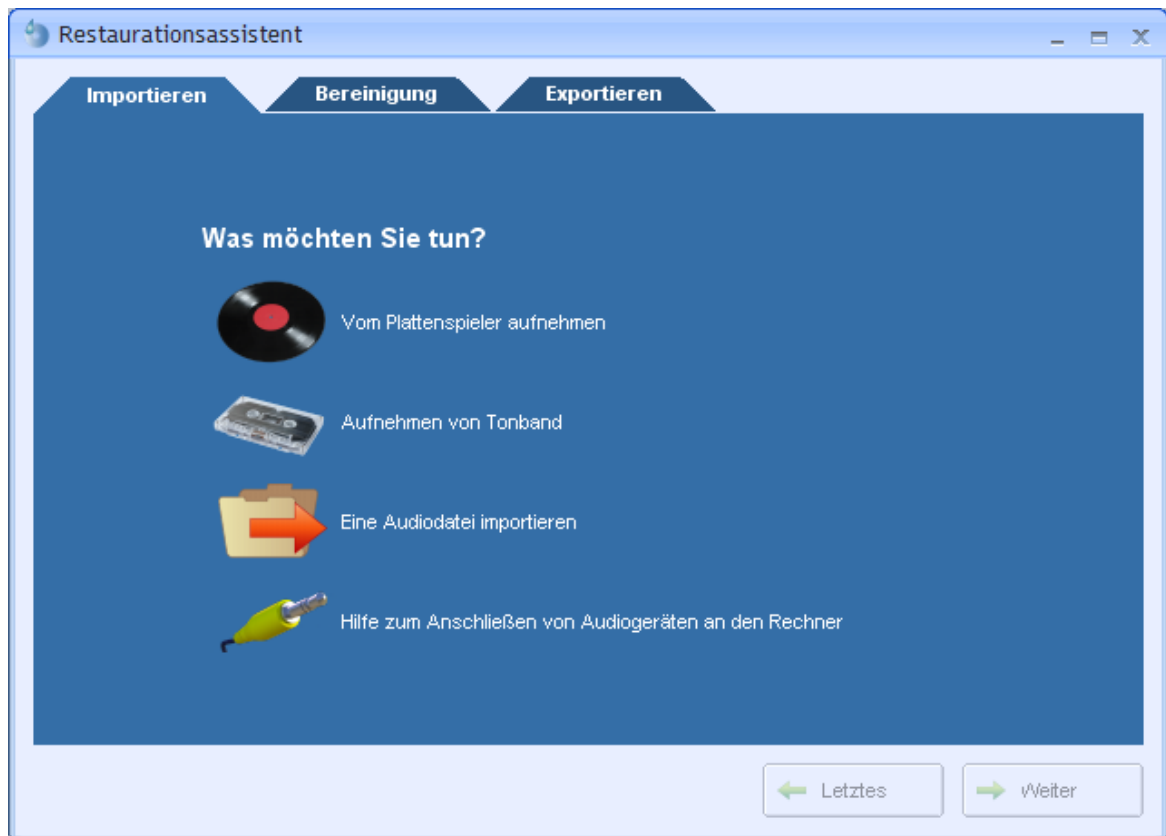 Restaurationsassistent
Importieren Bereinigung Exportieren
Was möchten Sie tun?
Vom Plattenspieler aufnehmen
Aufnehmen von Tonband
Eine Audiodatei importieren
Hilfe zum Anschließen von Audiogeräten an den Rechner
Letztes Weiter